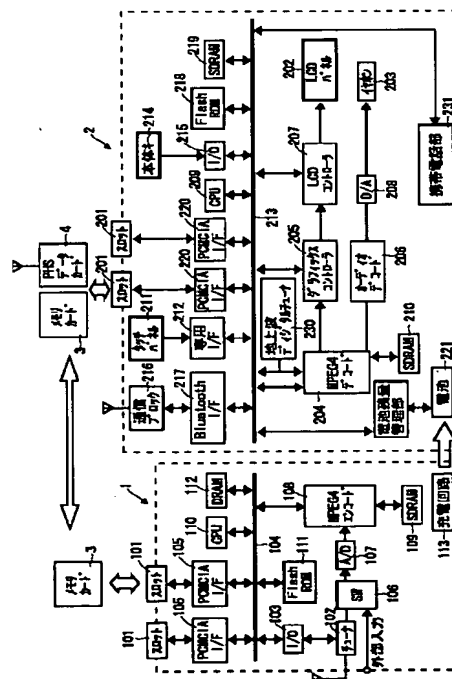 219
SDRAM
218
Flash
ROM
2
214
本体キー
215
I/O
209
CPU
202
LCD
パネル
203
イヤホン
207
LCD
コントローラ
208
D/A
231
携帯電話部
4
PHS
データ
カード
201
スロット
220
PCMCIA
I/F
213
205
グラフィックス
コントローラ
206
オーディオ
デコード
3
メモリ
カード
201
スロット
220
PCMCIA
I/F
211
タッチ
パネル
212
専用
I/F
230
地上波
ディジタルチューナ
204
MPEG4
デコード
210
SDRAM
216
通信
ブロック
217
Bluetooth
I/F
電池残量
管理部
221
電池
1
112
DRAM
110
CPU
104
108
MPEG4
エンコード
109
SDRAM
113
充電回路
3
メモリ
カード
101
スロット
105
PCMCIA
I/F
111
Flash
ROM
107
A/D
106
SW
101
スロット
105
PCMCIA
I/F
103
I/O
102
チューナ
外部入力